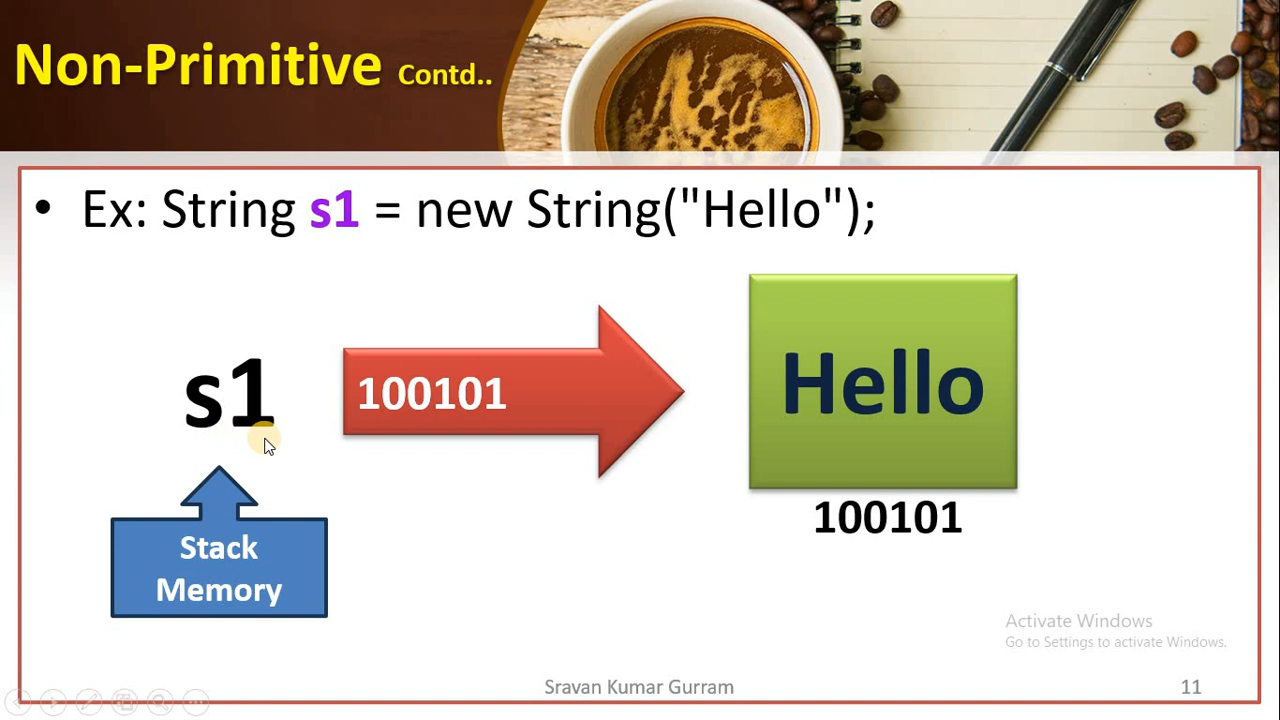 Non-Primitive Contd..
• Ex: String s1 = new String("Hello");
s1
100101
Hello
100101
Stack
Memory
Activate Windows
Go to Settings to activate Windows.
Sravan Kumar Gurram
11